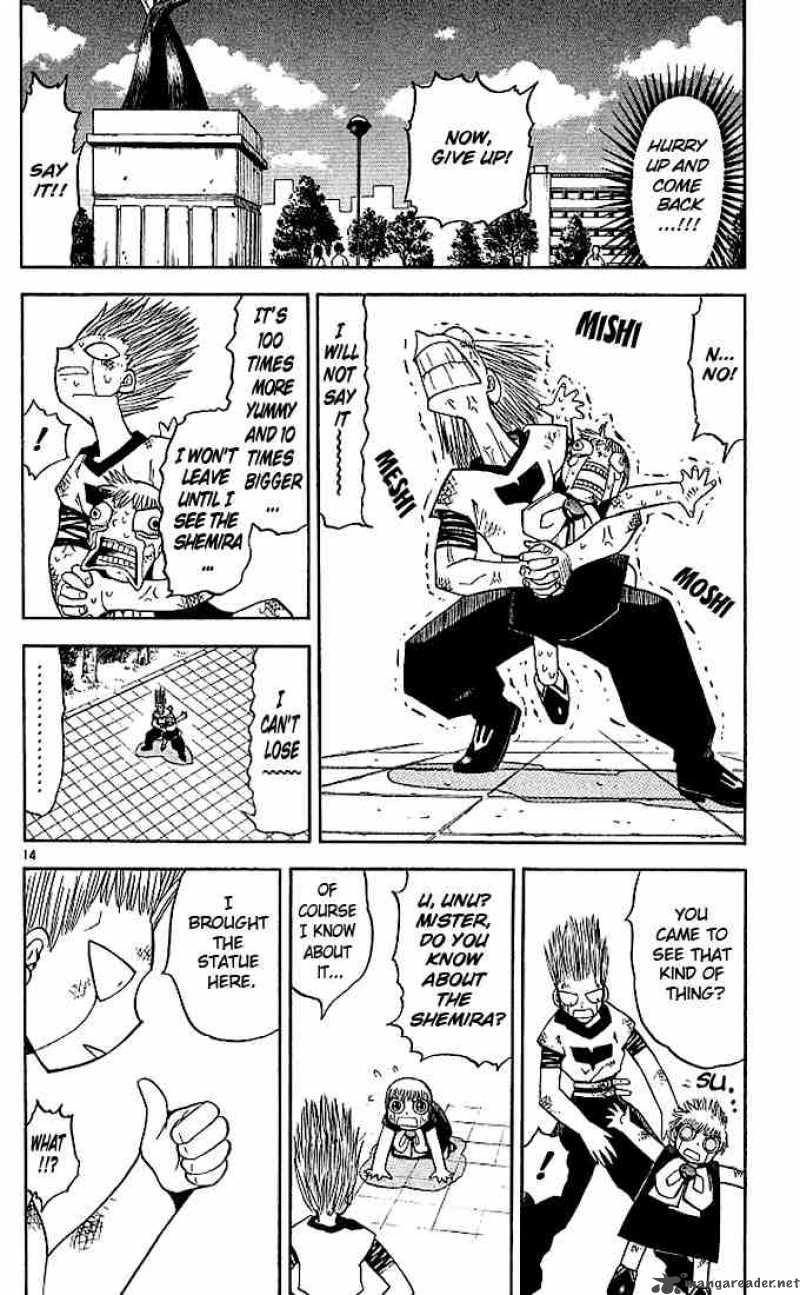 HURRY
UP AND
COME
BACK
...!!!
NOW,
GIVE UP!
SAY
IT!!
N...
NO!
MISHI
MESHI
MOSHI
I
WILL
NOT
SAY
IT
IT'S
100
TIMES
MORE
YUMMY
AND 10
TIMES
BIGGER
...
I WON'T
LEAVE
UNTIL I
SEE THE
SHEMIRA
...
!
I
CAN'T
LOSE
~~~~~
.........
14
YOU
CAME TO
SEE THAT
KIND OF
THING?
SU..
!
U, UNU?
MISTER,
DO YOU
KNOW
ABOUT
THE
SHEMIRA?
OF
COURSE
I KNOW
ABOUT
IT...
I
BROUGHT
THE
STATUE
HERE.
WHAT
!!?
mangareader.net